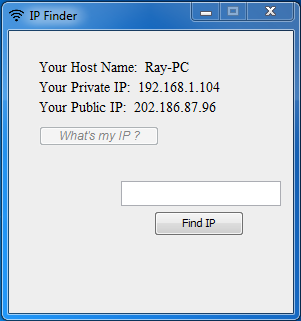 IP Finder
Your Host Name: Ray-PC
Your Private IP: 192.168.1.104
Your Public IP: 202.186.87.96
What's my IP ?
Find IP